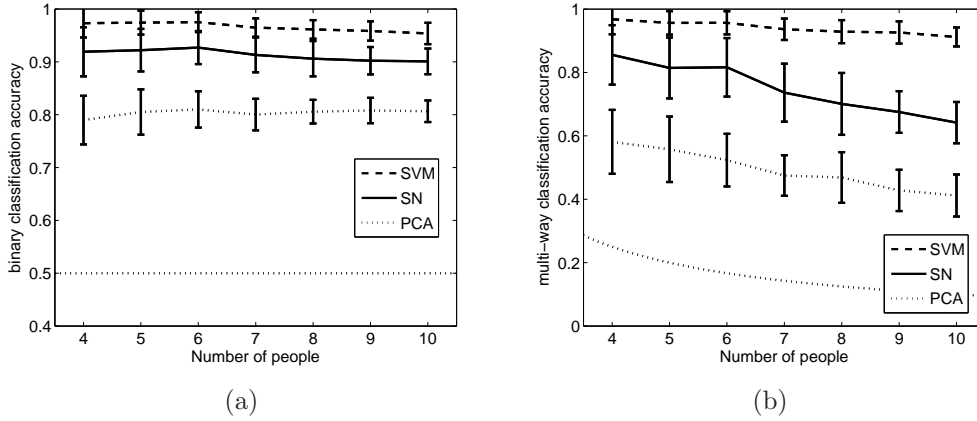 1
0.9
0.8
0.7
0.6
0.5
0.4
binary classification accuracy
SVM
SN
PCA
4 5 6 7 8 9 10
Number of people
(a)
1
0.8
0.6
0.4
0.2
0
multi−way classification accuracy
SVM
SN
PCA
4 5 6 7 8 9 10
Number of people
(b)